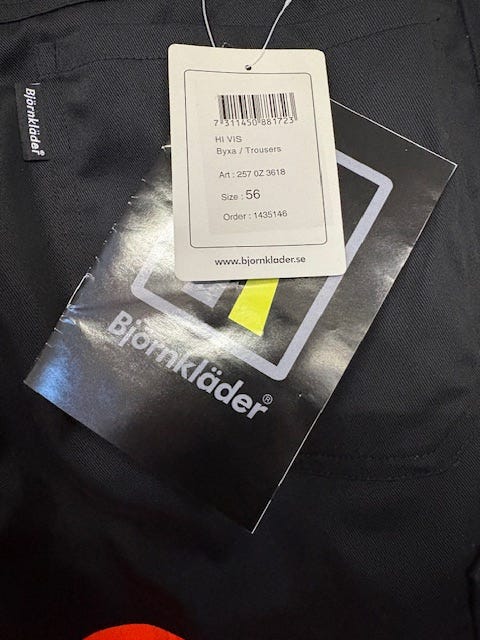 Björnkläder
7 311450 881723
HI VIS
Byxa / Trousers
Art : 257 0Z 3618
Size : 56
Order : 1435146
www.bjornklader.se
Björnkläder®